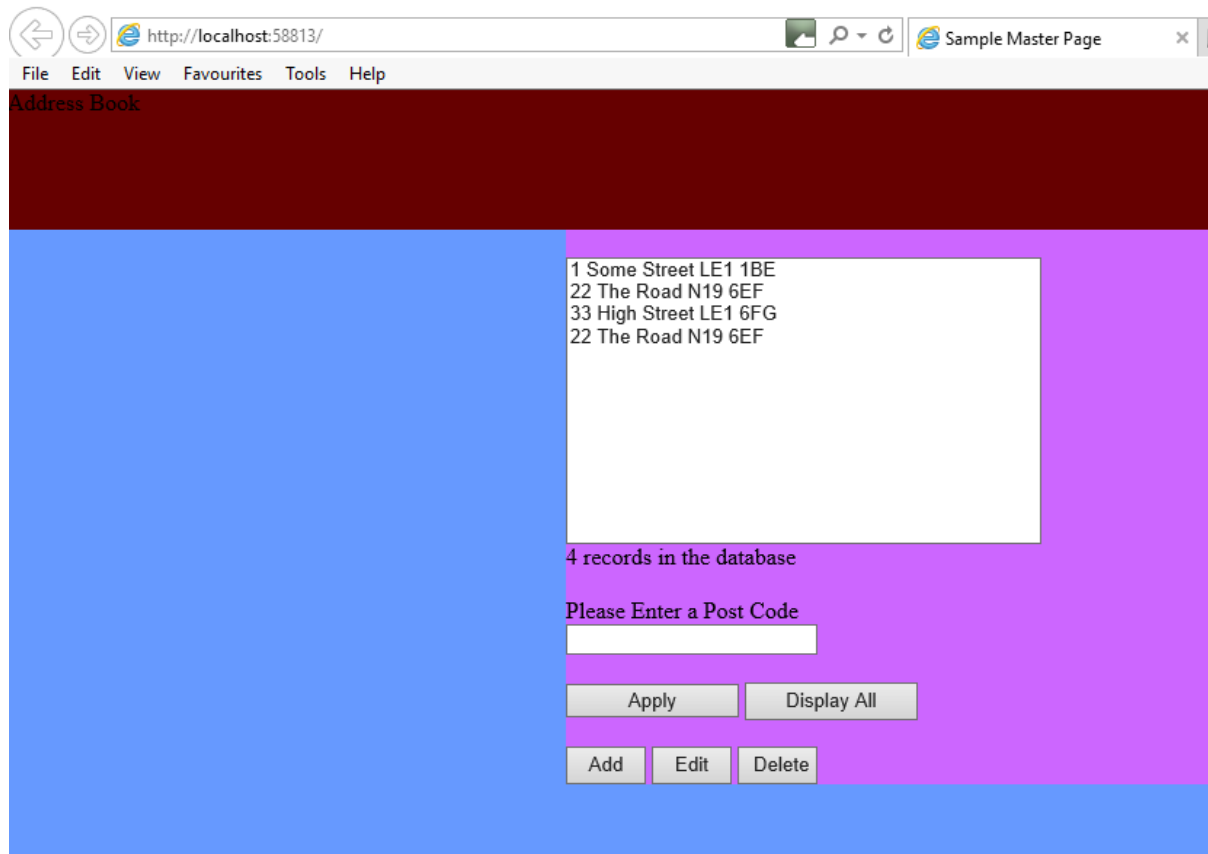 http://localhost:58813/
Sample Master Page
File Edit View Favourites Tools Help
Address Book
1 Some Street LE1 1BE
22 The Road N19 6EF
33 High Street LE1 6FG
22 The Road N19 6EF
4 records in the database
Please Enter a Post Code
Apply Display All
Add Edit Delete